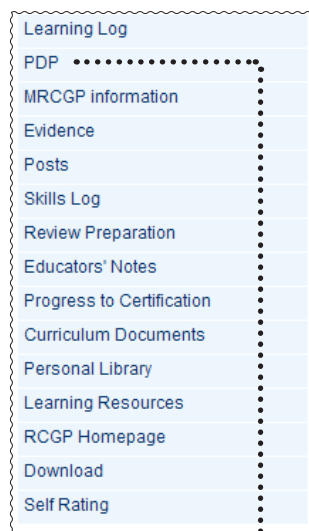 Learning Log
PDP
MRCGP information
Evidence
Posts
Skills Log
Review Preparation
Educators' Notes
Progress to Certification
Curriculum Documents
Personal Library
Learning Resources
RCGP Homepage
Download
Self Rating